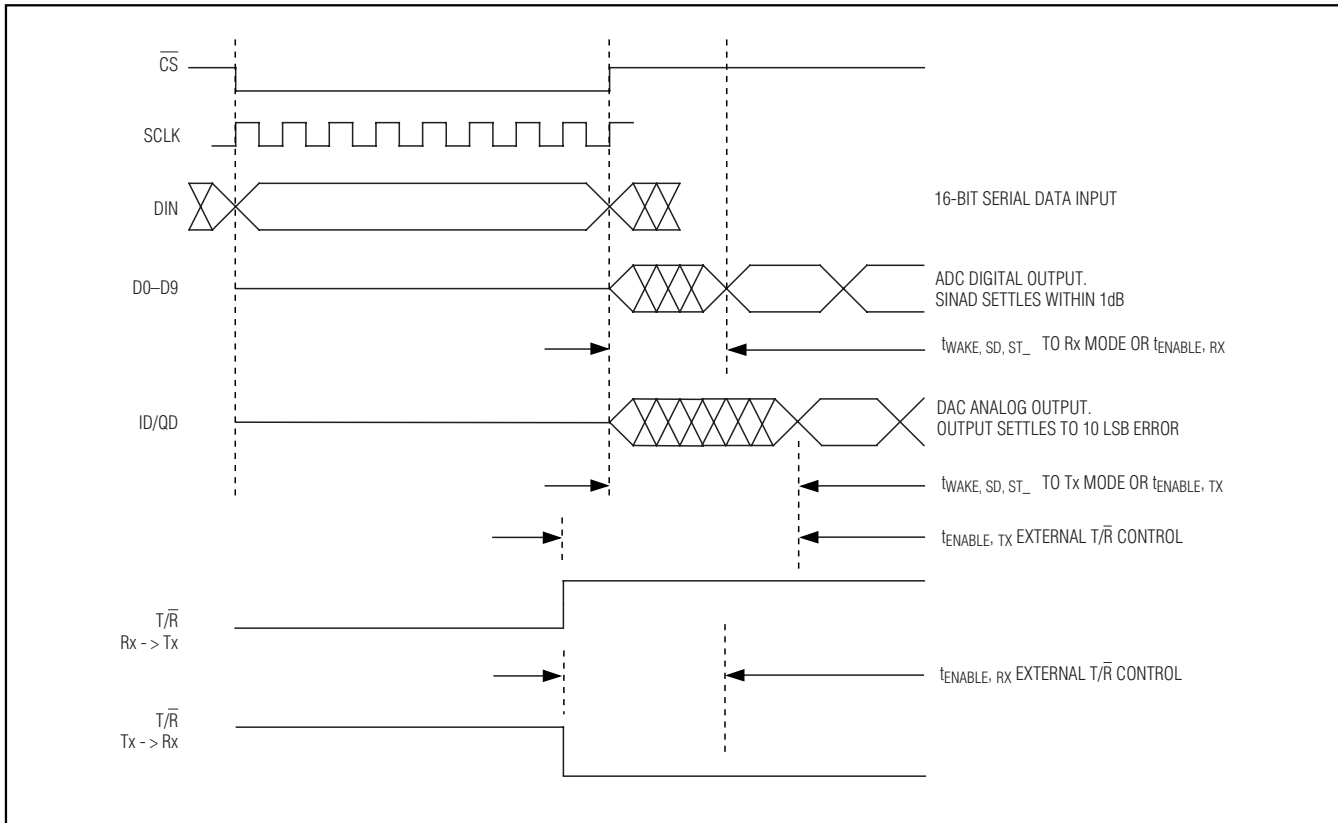 C̅S̅
SCLK
DIN
16-BIT SERIAL DATA INPUT
D0–D9
ADC DIGITAL OUTPUT.
SINAD SETTLES WITHIN 1dB
tWAKE, SD, ST_ TO Rx MODE OR tENABLE, RX
ID/QD
DAC ANALOG OUTPUT.
OUTPUT SETTLES TO 10 LSB ERROR
tWAKE, SD, ST_ TO Tx MODE OR tENABLE, TX
tENABLE, TX EXTERNAL T/R̅ CONTROL
T/R̅
Rx - > Tx
tENABLE, RX EXTERNAL T/R̅ CONTROL
T/R̅
Tx - > Rx